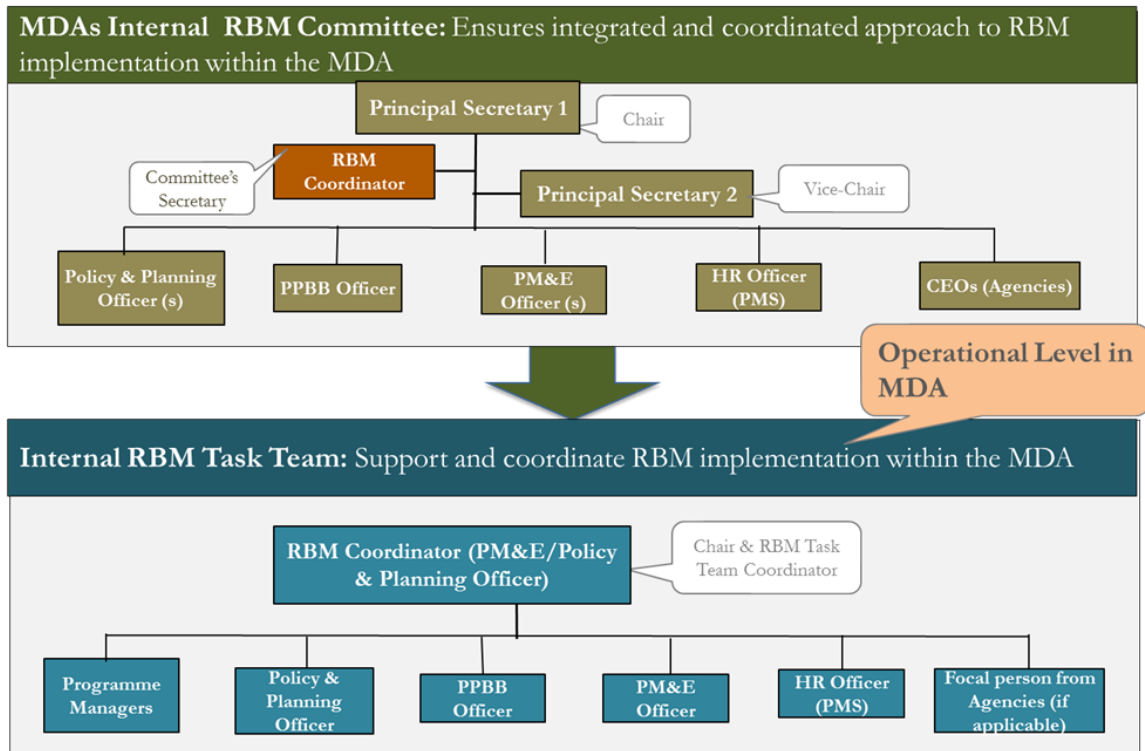 MDAs Internal RBM Committee: Ensures integrated and coordinated approach to RBM
implementation within the MDA
Principal Secretary 1
Chair
RBM
Coordinator
Committee's
Secretary
Principal Secretary 2
Vice-Chair
Policy & Planning
Officer (s)
PPBB Officer
PM&E
Officer (s)
HR Officer
(PMS)
CEOs (Agencies)
Operational Level in
MDA
Internal RBM Task Team: Support and coordinate RBM implementation within the MDA
RBM Coordinator (PM&E/Policy
& Planning Officer)
Chair & RBM Task
Team Coordinator
Programme
Managers
Policy &
Planning
Officer
PPBB
Officer
PM&E
Officer
HR Officer
(PMS)
Focal person from
Agencies (if
applicable)